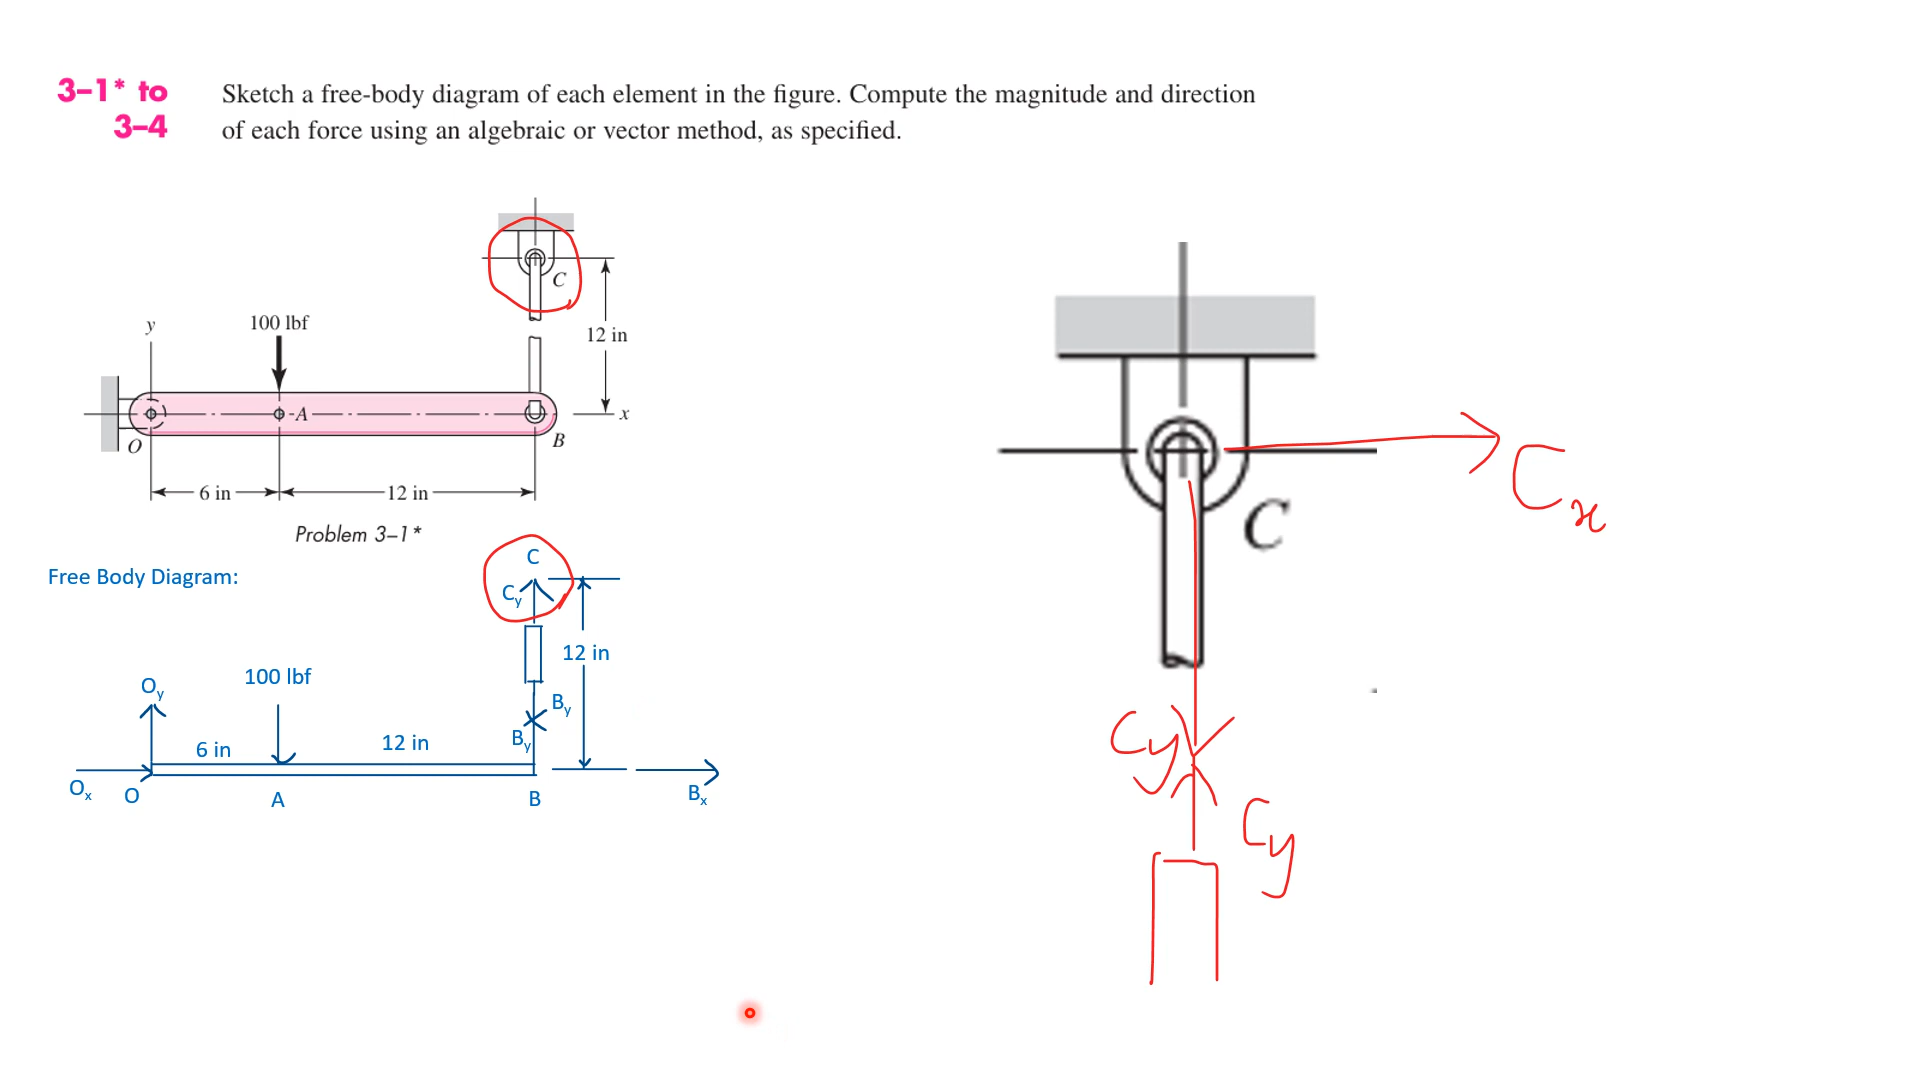 3–1* to
3–4
Sketch a free-body diagram of each element in the figure. Compute the magnitude and direction
of each force using an algebraic or vector method, as specified.
C
12 in
y
100 lbf
A
x
O
B
6 in
12 in
Problem 3–1*
Free Body Diagram:
C
Cy
12 in
100 lbf
Oy
By
By
6 in
12 in
Ox
O
A
B
Bx
C
Cx
Cy
Cy